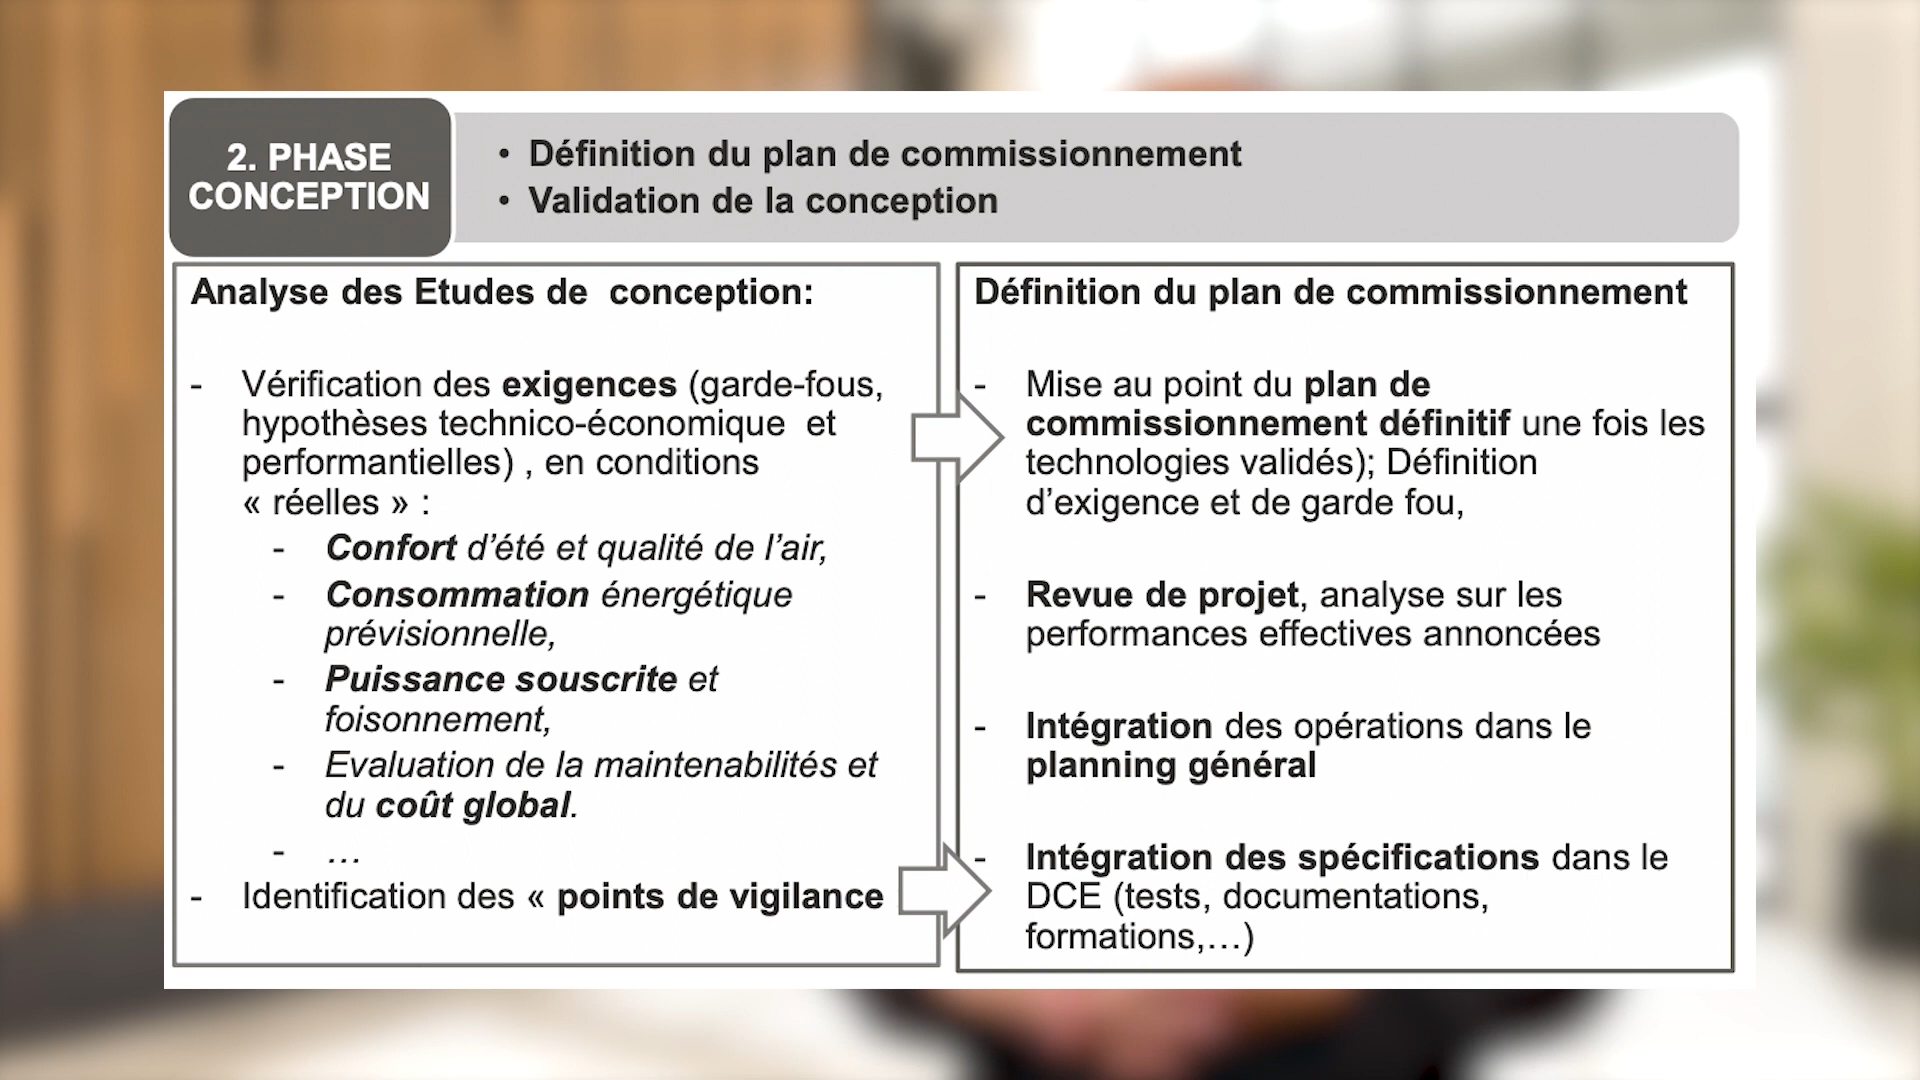 2. PHASE
CONCEPTION
• Définition du plan de commissionnement
• Validation de la conception
Analyse des Etudes de  conception:
- Vérification des exigences (garde-fous,
hypothèses technico-économique  et
performantielles) , en conditions
« réelles » :
- Confort d’été et qualité de l’air,
- Consommation énergétique
prévisionnelle,
- Puissance souscrite et
foisonnement,
- Evaluation de la maintenabilités et
du coût global.
- …
- Identification des « points de vigilance
Définition du plan de commissionnement
- Mise au point du plan de
commissionnement définitif une fois les
technologies validés); Définition
d’exigence et de garde fou,
- Revue de projet, analyse sur les
performances effectives annoncées
- Intégration des opérations dans le
planning général
- Intégration des spécifications dans le
DCE (tests, documentations,
formations,…)